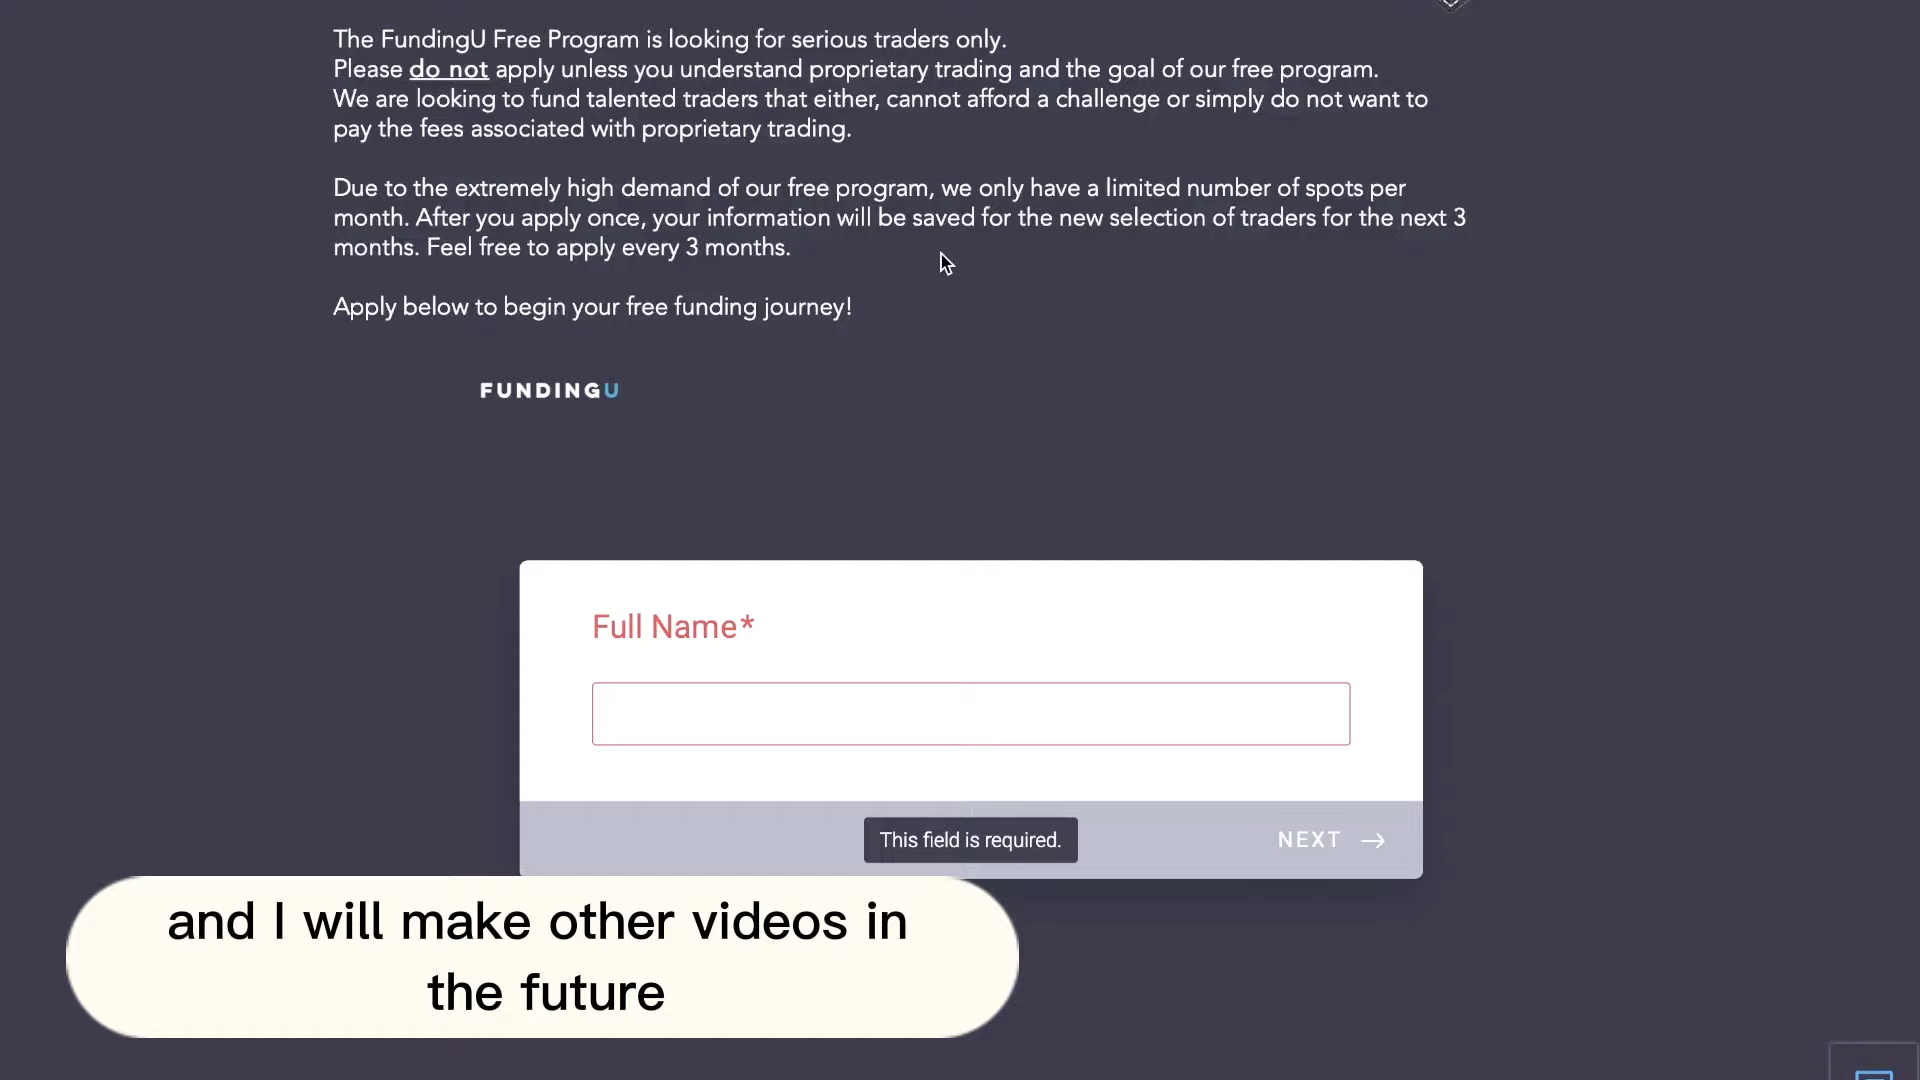 The FundingU Free Program is looking for serious traders only.
Please do not apply unless you understand proprietary trading and the goal of our free program.
We are looking to fund talented traders that either, cannot afford a challenge or simply do not want to
pay the fees associated with proprietary trading.
Due to the extremely high demand of our free program, we only have a limited number of spots per
month. After you apply once, your information will be saved for the new selection of traders for the next 3
months. Feel free to apply every 3 months.
Apply below to begin your free funding journey!
FUNDINGU
Full Name*
This field is required.
NEXT
and I will make other videos in
the future